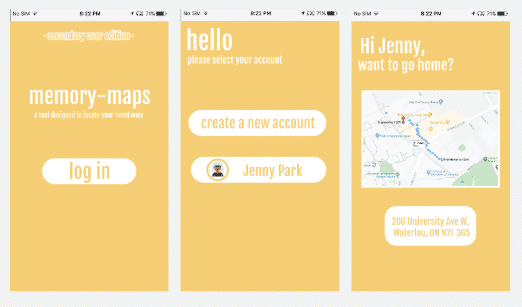 No SIM 8:22 PM 71%
-secondary user edition-
memory-maps
a tool designed to locate your loved ones
log in
No SIM 8:22 PM 71%
hello
please select your account
create a new account
Jenny Park
No SIM 8:22 PM 71%
Hi Jenny,
want to go home?
200 University Ave W,
Waterloo, ON N2L 3G5